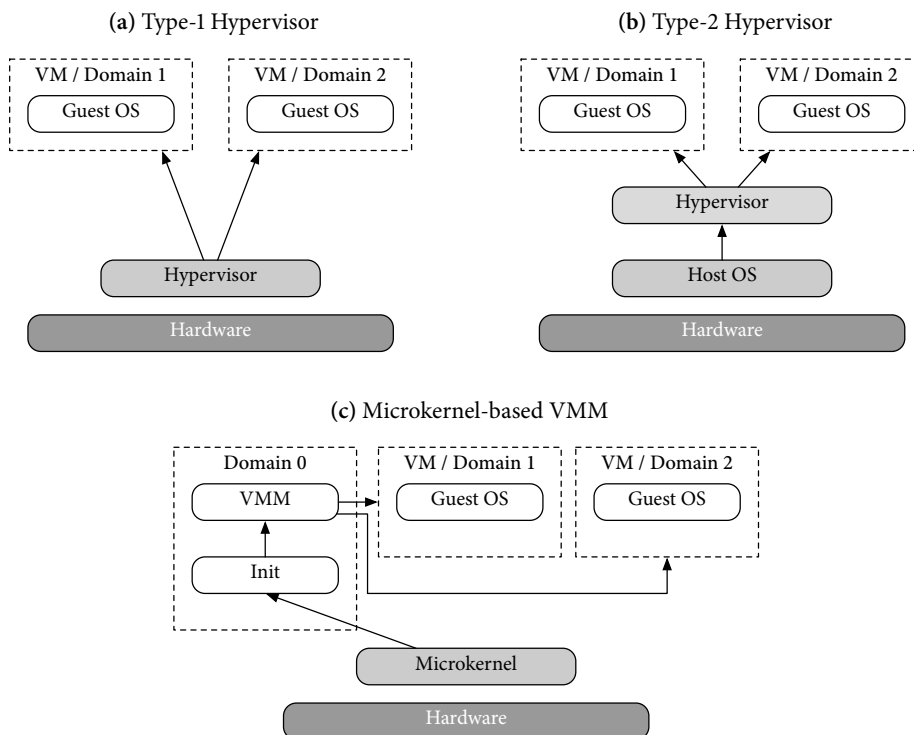 (a) Type-1 Hypervisor
VM / Domain 1
Guest OS
VM / Domain 2
Guest OS
Hypervisor
Hardware
(b) Type-2 Hypervisor
VM / Domain 1
Guest OS
VM / Domain 2
Guest OS
Hypervisor
Host OS
Hardware
(c) Microkernel-based VMM
Domain 0
VMM
Init
VM / Domain 1
Guest OS
VM / Domain 2
Guest OS
Microkernel
Hardware